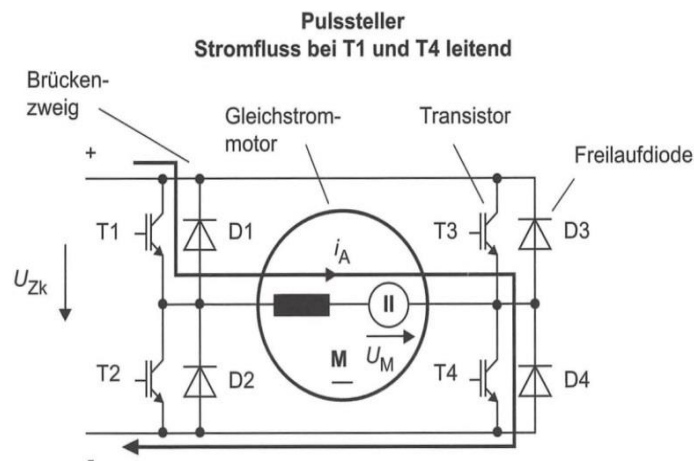 Pulssteller
Stromfluss bei T1 und T4 leitend
Brücken-
zweig
Gleichstrom-
motor
Transistor
Freilaufdiode
+
T1
D1
i_A
T3
D3
U_Zk
II
T2
D2
M
U_M
T4
D4
-